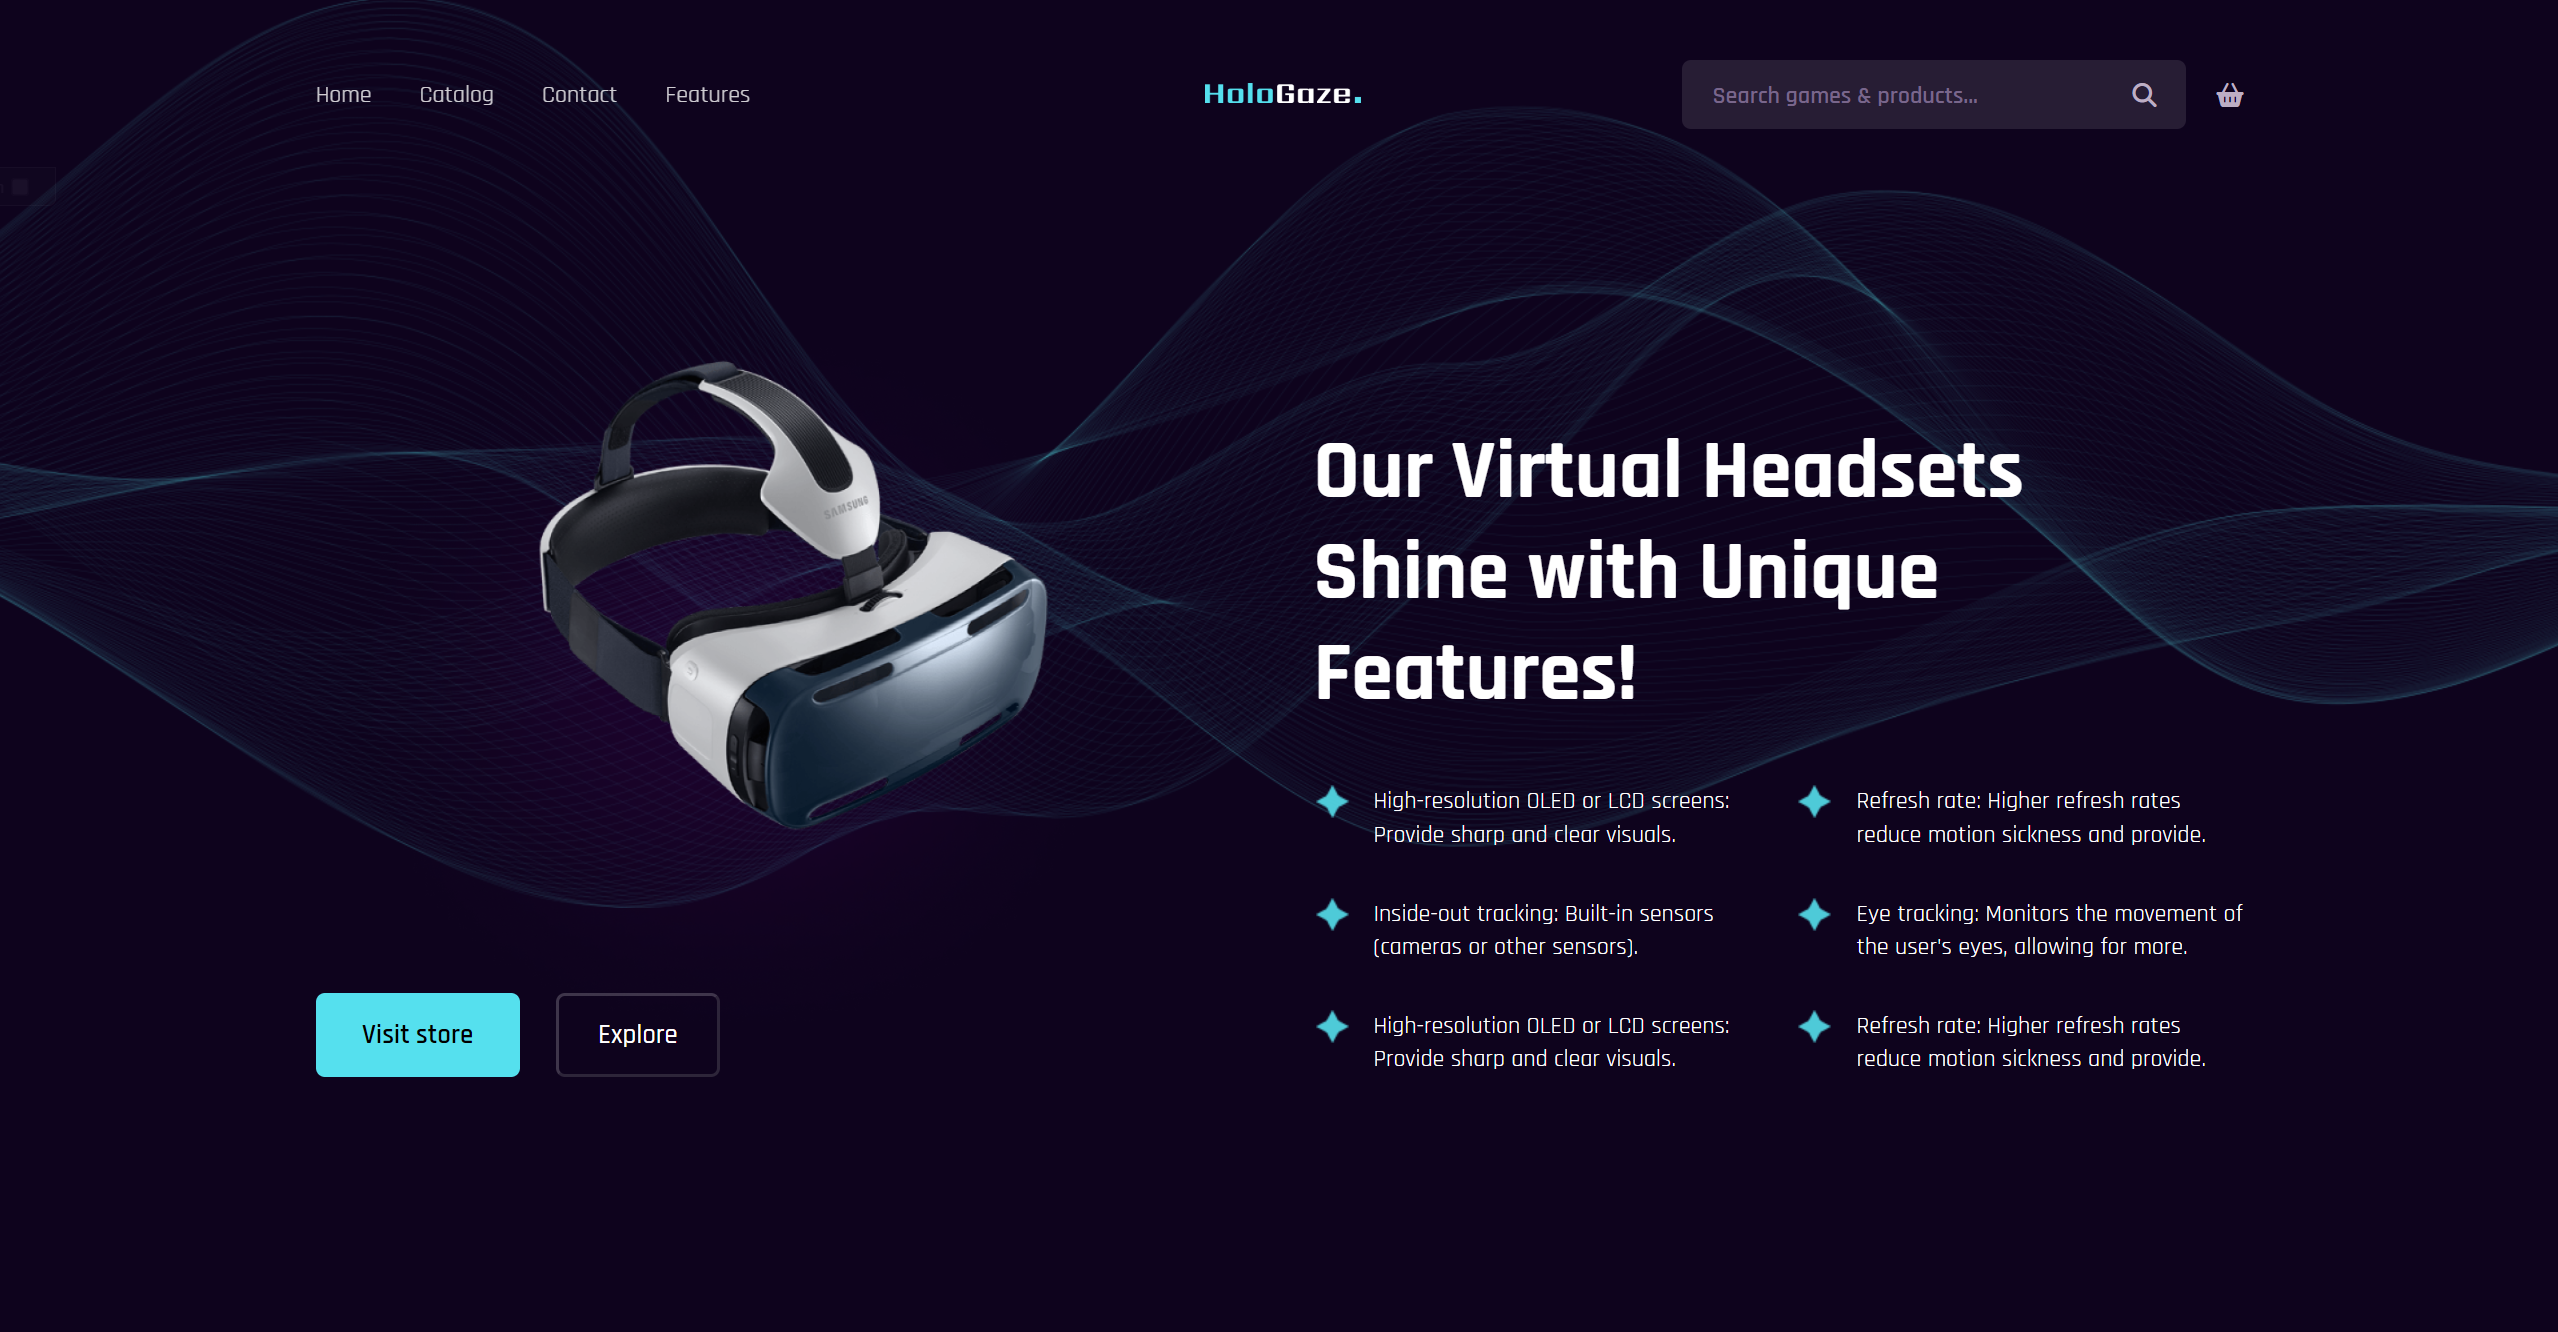 Home Catalog Contact Features
HoloGaze.
Search games & products...
SAMSUNG
Our Virtual Headsets
Shine with Unique
Features!
High-resolution OLED or LCD screens:
Provide sharp and clear visuals.
Refresh rate: Higher refresh rates
reduce motion sickness and provide.
Inside-out tracking: Built-in sensors
(cameras or other sensors).
Eye tracking: Monitors the movement of
the user's eyes, allowing for more.
High-resolution OLED or LCD screens:
Provide sharp and clear visuals.
Refresh rate: Higher refresh rates
reduce motion sickness and provide.
Visit store
Explore